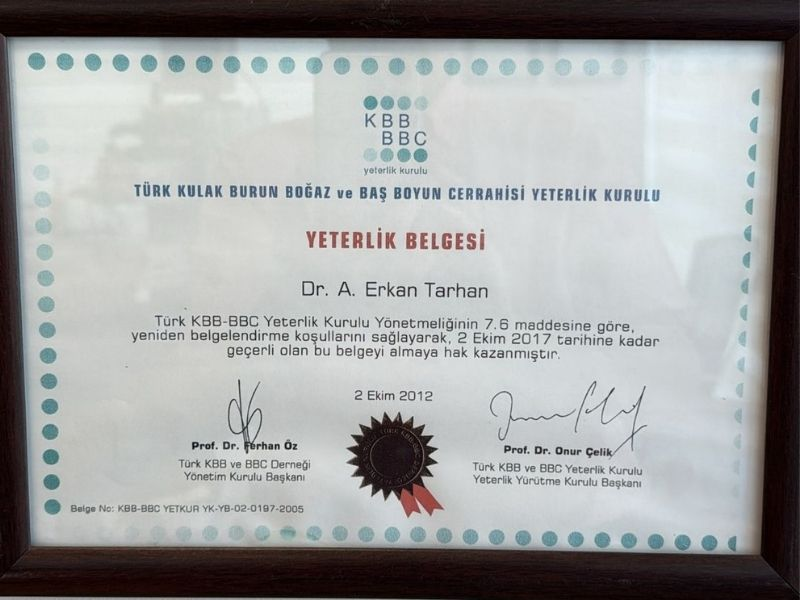 KBB
BBC
yeterlik kurulu
TÜRK KULAK BURUN BOĞAZ ve BAŞ BOYUN CERRAHİSİ YETERLİK KURULU
YETERLİK BELGESİ
Dr. A. Erkan Tarhan
Türk KBB-BBC Yeterlik Kurulu Yönetmeliğinin 7.6 maddesine göre,
yeniden belgelendirme koşullarını sağlayarak, 2 Ekim 2017 tarihine kadar
geçerli olan bu belgeyi almaya hak kazanmıştır.
2 Ekim 2012
Prof. Dr. Ferhan Öz
Türk KBB ve BBC Derneği
Yönetim Kurulu Başkanı
Prof. Dr. Onur Çelik
Türk KBB ve BBC Yeterlik Kurulu
Yeterlik Yürütme Kurulu Başkanı
Belge No: KBB-BBC YETKUR YK-YB-02-0197-2005